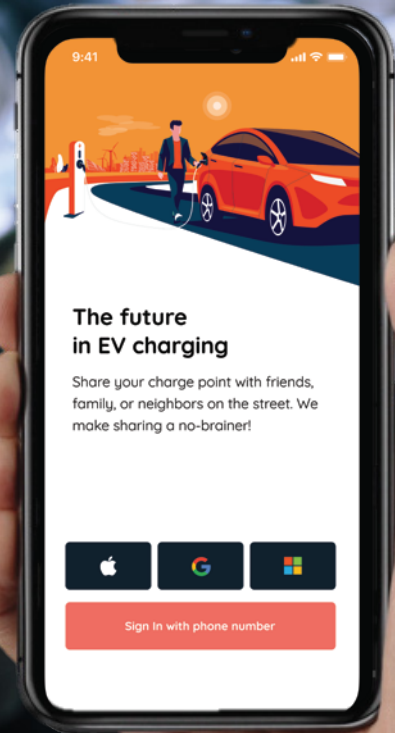 9:41
The future
in EV charging
Share your charge point with friends,
family, or neighbors on the street. We
make sharing a no-brainer!
Sign In with phone number